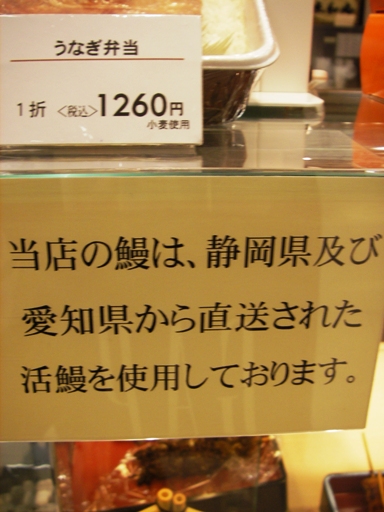 うなぎ弁当
1折 〈税込〉1260円
小麦使用
当店の鰻は、静岡県及び
愛知県から直送された
活鰻を使用しております。